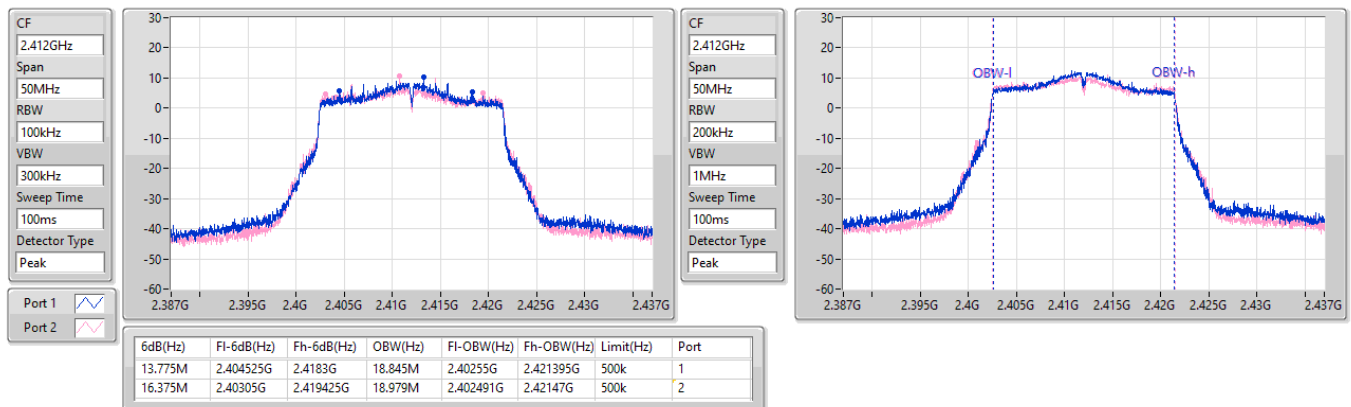 CF
2.412GHz
Span
50MHz
RBW
100kHz
VBW
300kHz
Sweep Time
100ms
Detector Type
Peak
Port 1
Port 2
30
20
10
0
-10
-20
-30
-40
-50
-60
2.387G 2.395G 2.4G 2.405G 2.41G 2.415G 2.42G 2.425G 2.43G 2.437G
CF
2.412GHz
Span
50MHz
RBW
200kHz
VBW
1MHz
Sweep Time
100ms
Detector Type
Peak
30
20
10
0
-10
-20
-30
-40
-50
-60
OBW-l OBW-h
2.387G 2.395G 2.4G 2.405G 2.41G 2.415G 2.42G 2.425G 2.43G 2.437G
6dB(Hz) Fl-6dB(Hz) Fh-6dB(Hz) OBW(Hz) Fl-OBW(Hz) Fh-OBW(Hz) Limit(Hz) Port
13.775M 2.404525G 2.4183G 18.845M 2.40255G 2.421395G 500k 1
16.375M 2.40305G 2.419425G 18.979M 2.402491G 2.42147G 500k 2